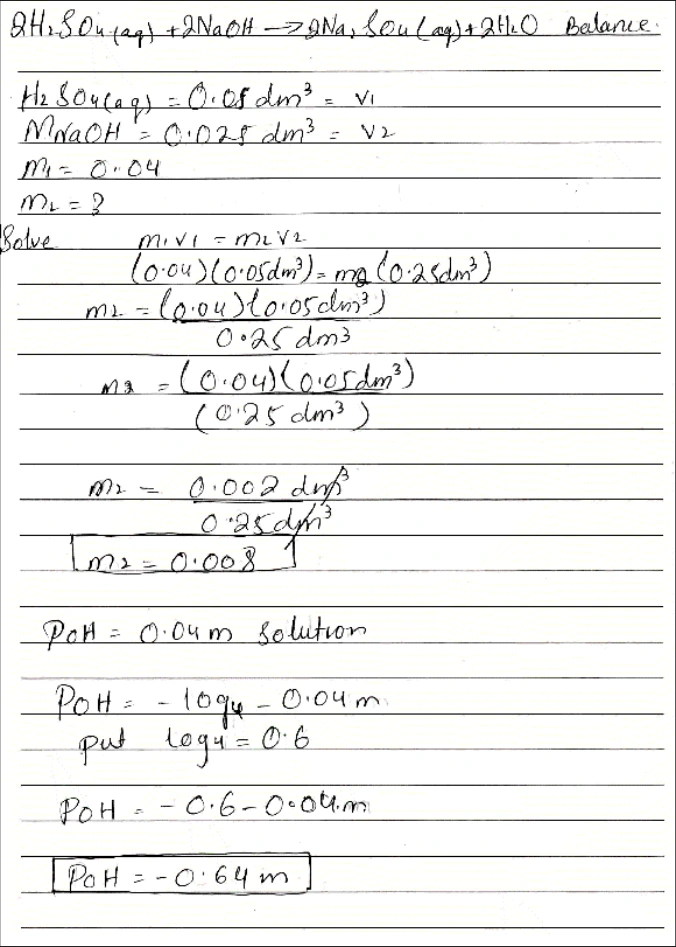 2H₂SO₄(aq) + 2NaOH → 2Na₂SO₄(aq) + 2H₂O Balance.
H₂SO₄(aq) = 0.05 dm³ = V1
MNaOH = 0.025 dm³ = V2
m₁ = 0.04
m₂ = ?
Solve m₁V1 = m₂V2
(0.04)(0.05dm³) = m2 (0.25dm³)
m₂ = (0.04)(0.05dm³)
0.25 dm3
m2 = (0.04)(0.05dm³)
(0.25 dm³)
m₂ = 0.002 dm³
0.25dm³
m2 = 0.008
POH = 0.04 m Solution
POH = - log₄ - 0.04 m
put log4 = 0.6
POH = - 0.6 - 0.04.m
POH = - 0.64 m